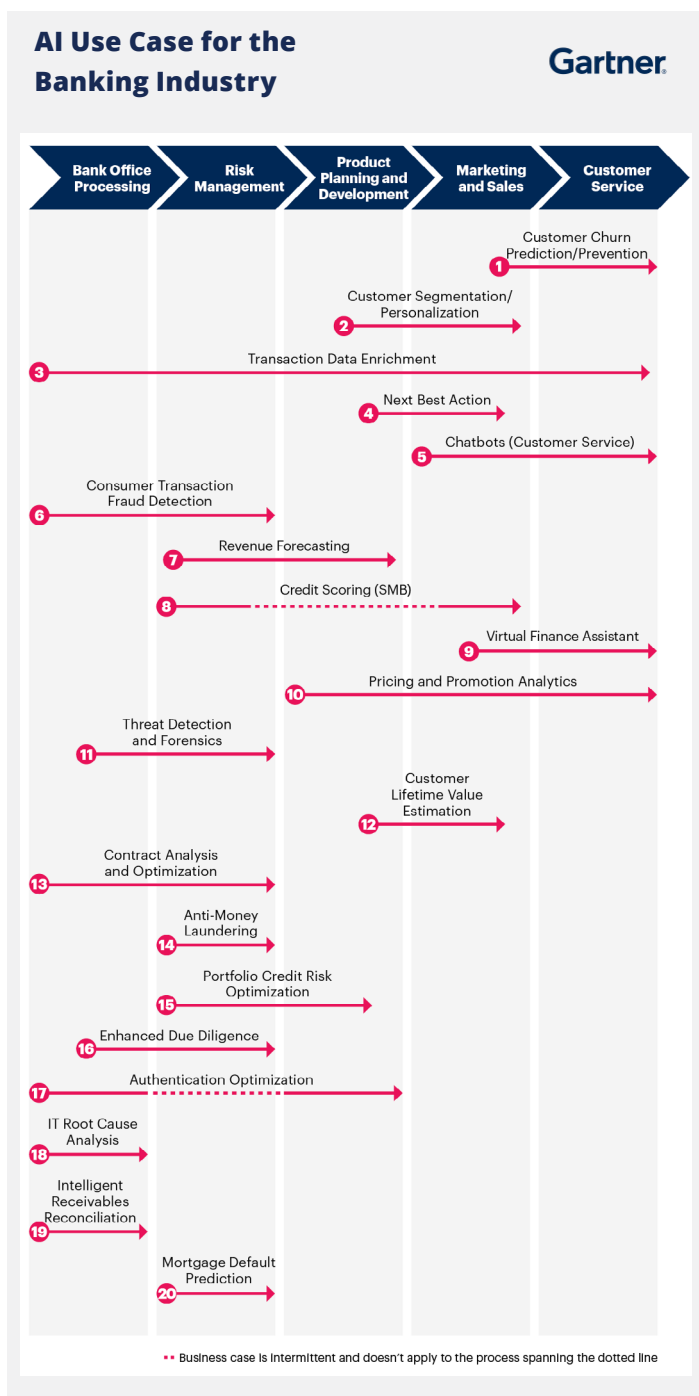 AI Use Case for the
Banking Industry
Gartner®
Bank Office
Processing
Risk
Management
Product
Planning and
Development
Marketing
and Sales
Customer
Service
Customer Churn
Prediction/Prevention
1
Customer Segmentation/
Personalization
2
Transaction Data Enrichment
3
Next Best Action
4
Chatbots (Customer Service)
5
Consumer Transaction
Fraud Detection
6
Revenue Forecasting
7
Credit Scoring (SMB)
8
Virtual Finance Assistant
9
Pricing and Promotion Analytics
10
Threat Detection
and Forensics
11
Customer
Lifetime Value
Estimation
12
Contract Analysis
and Optimization
13
Anti-Money
Laundering
14
Portfolio Credit Risk
Optimization
15
Enhanced Due Diligence
16
Authentication Optimization
17
IT Root Cause
Analysis
18
Intelligent
Receivables
Reconciliation
19
Mortgage Default
Prediction
20
Business case is intermittent and doesn't apply to the process spanning the dotted line